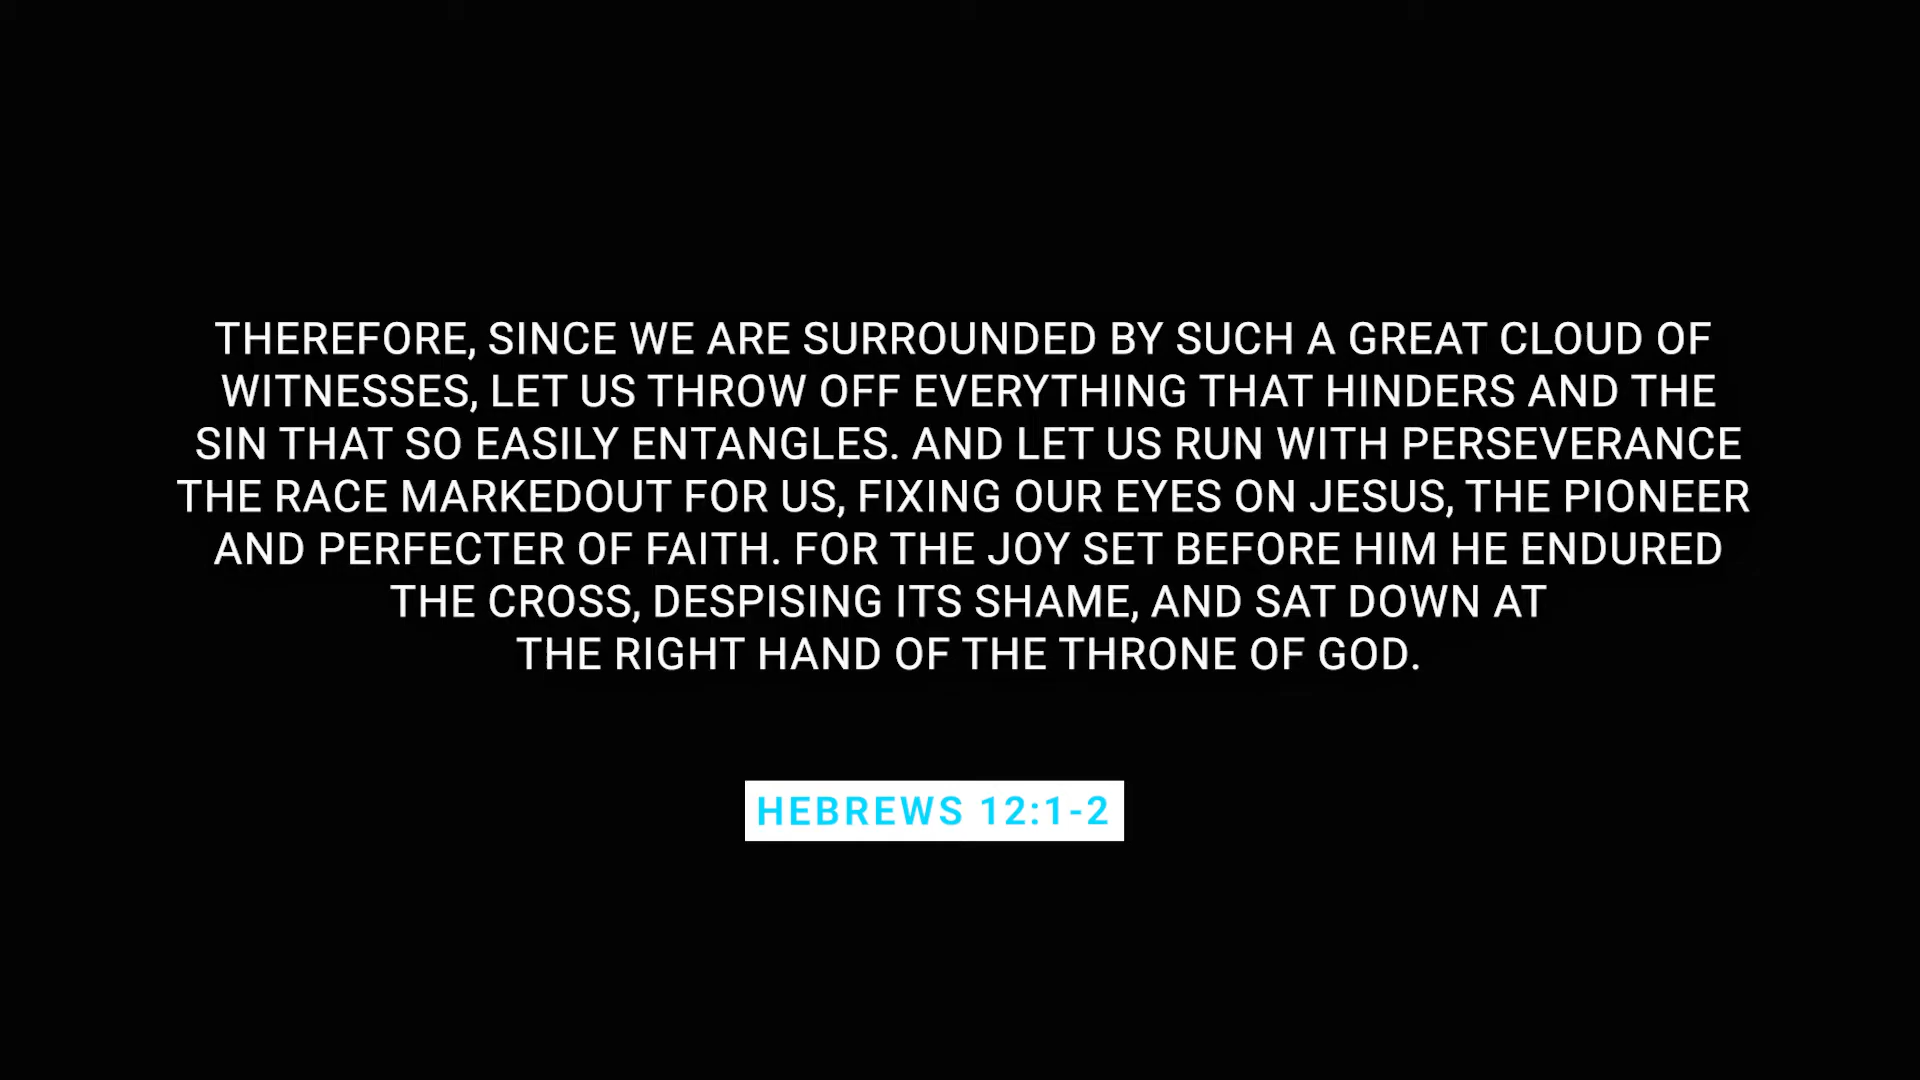 THEREFORE, SINCE WE ARE SURROUNDED BY SUCH A GREAT CLOUD OF
WITNESSES, LET US THROW OFF EVERYTHING THAT HINDERS AND THE
SIN THAT SO EASILY ENTANGLES. AND LET US RUN WITH PERSEVERANCE
THE RACE MARKEDOUT FOR US, FIXING OUR EYES ON JESUS, THE PIONEER
AND PERFECTER OF FAITH. FOR THE JOY SET BEFORE HIM HE ENDURED
THE CROSS, DESPISING ITS SHAME, AND SAT DOWN AT
THE RIGHT HAND OF THE THRONE OF GOD.
HEBREWS 12:1-2